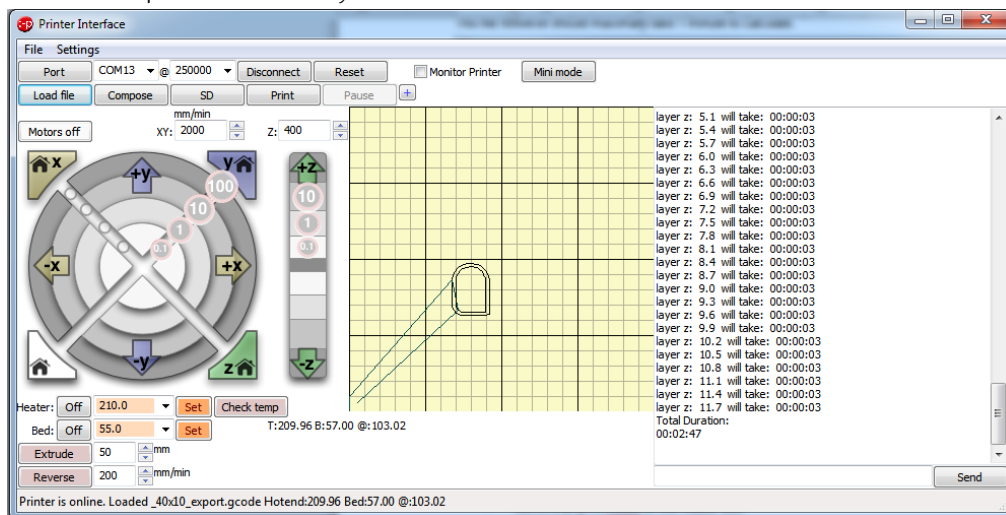 Printer Interface
File Settings
Port COM13 @ 250000 Disconnect Reset Monitor Printer Mini mode
Load file Compose SD Print Pause +
mm/min
Motors off XY: 2000 Z: 400
x +y y +z
100
10 10
1 1
0.1 0.1
-x +x
-y z -z
Heater: Off 210.0 Set Check temp
Bed: Off 55.0 Set T:209.96 B:57.00 @:103.02
Extrude 50 mm
Reverse 200 mm/min
layer z: 5.1 will take: 00:00:03
layer z: 5.4 will take: 00:00:03
layer z: 5.7 will take: 00:00:03
layer z: 6.0 will take: 00:00:03
layer z: 6.3 will take: 00:00:03
layer z: 6.6 will take: 00:00:03
layer z: 6.9 will take: 00:00:03
layer z: 7.2 will take: 00:00:03
layer z: 7.5 will take: 00:00:03
layer z: 7.8 will take: 00:00:03
layer z: 8.1 will take: 00:00:03
layer z: 8.4 will take: 00:00:03
layer z: 8.7 will take: 00:00:03
layer z: 9.0 will take: 00:00:03
layer z: 9.3 will take: 00:00:03
layer z: 9.6 will take: 00:00:03
layer z: 9.9 will take: 00:00:03
layer z: 10.2 will take: 00:00:03
layer z: 10.5 will take: 00:00:03
layer z: 10.8 will take: 00:00:03
layer z: 11.1 will take: 00:00:03
layer z: 11.4 will take: 00:00:03
layer z: 11.7 will take: 00:00:03
Total Duration:
00:02:47
Send
Printer is online. Loaded _40x10_export.gcode Hotend:209.96 Bed:57.00 @:103.02